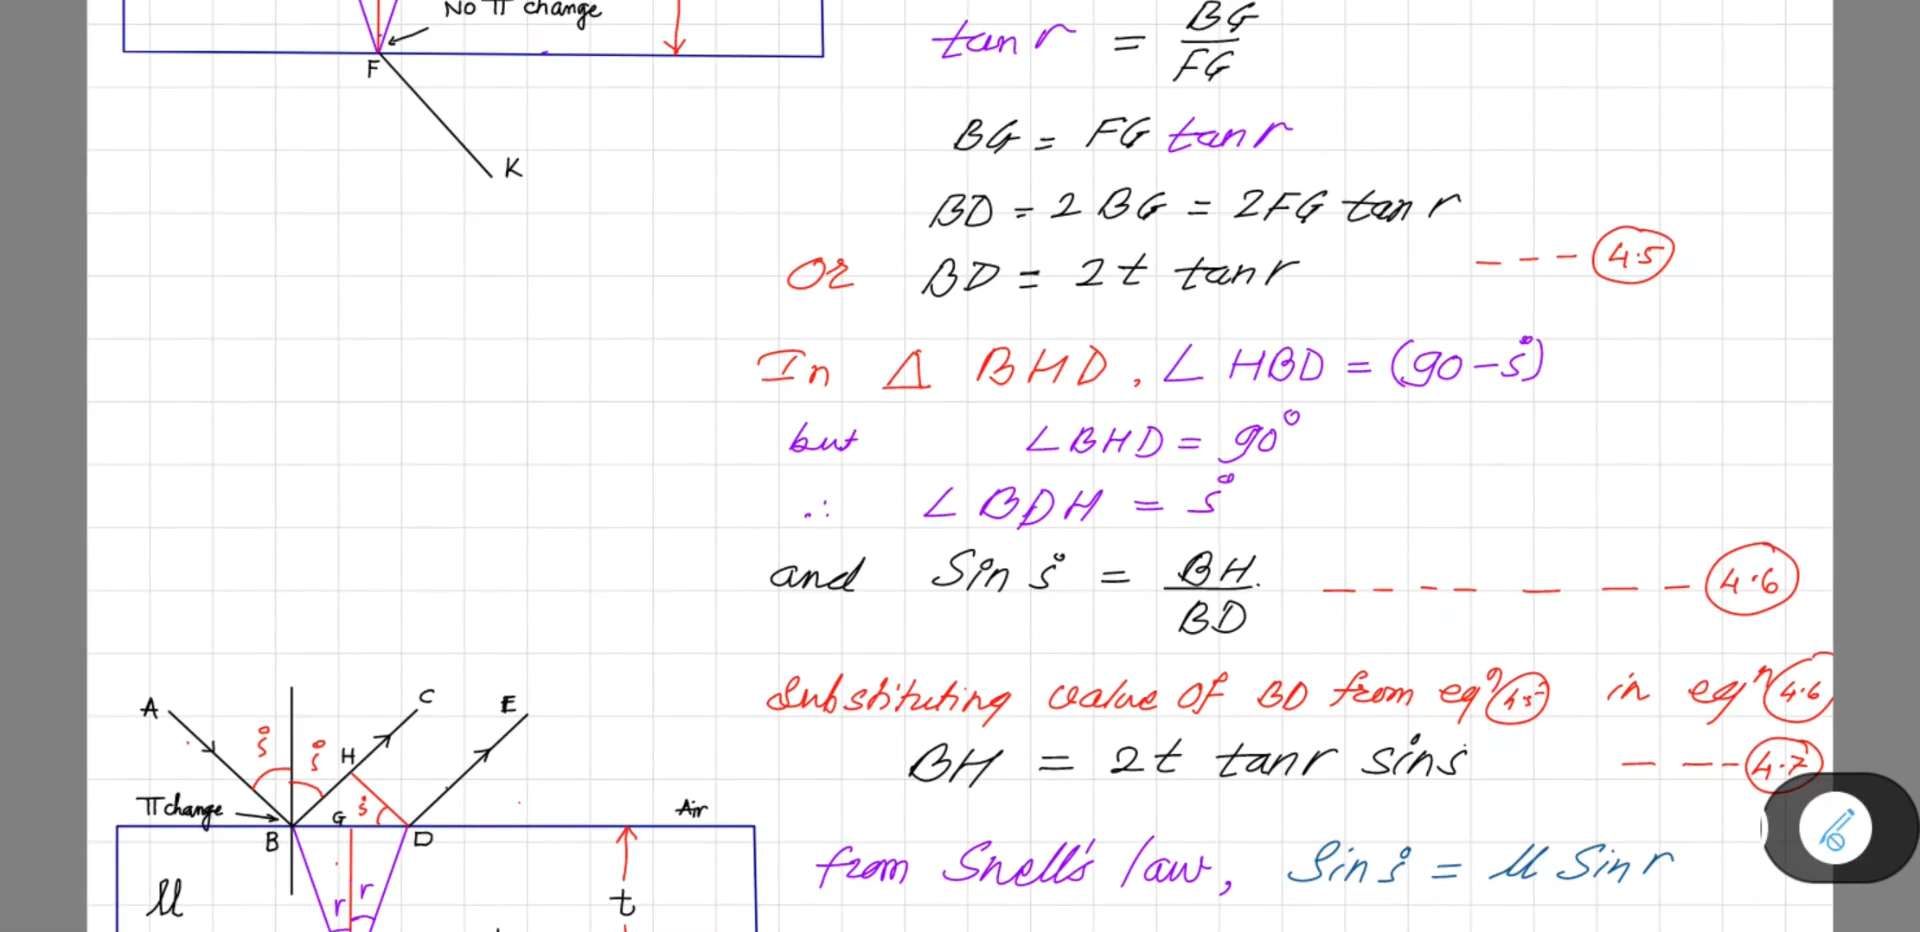 No π change
F
K
tan r = BG/FG
BG = FG tan r
BD = 2 BG = 2FG tan r
Or BD = 2t tan r --- 4.5
In Δ BHD, ∠ HBD = (90-i)
but ∠BHD = 90°
∴ ∠ BDH = i
and Sin i = BH/BD ---- --- 4.6
Substituting value of BD from eqⁿ 4.5 in eqⁿ 4.6
BH = 2t tan r sin i --- 4.7
from Snell's law, Sin i = μ Sin r
A
C
E
i
i
H
π change
G
i
Air
B
D
μ
r
r
t